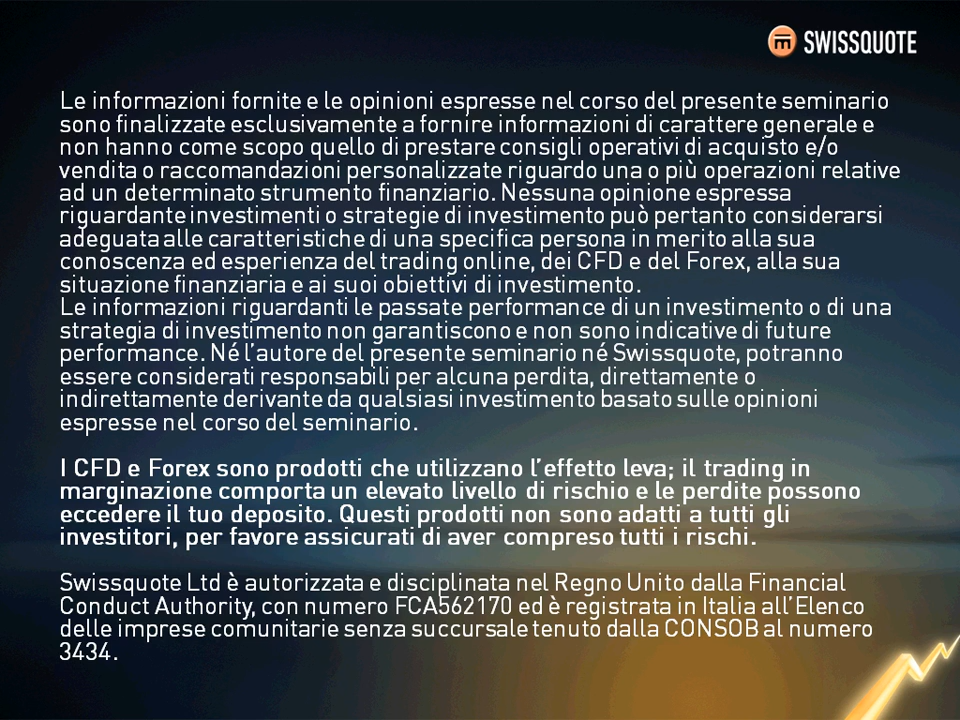 SWISSQUOTE
Le informazioni fornite e le opinioni espresse nel corso del presente seminario
sono finalizzate esclusivamente a fornire informazioni di carattere generale e
non hanno come scopo quello di prestare consigli operativi di acquisto e/o
vendita o raccomandazioni personalizzate riguardo una o più operazioni relative
ad un determinato strumento finanziario. Nessuna opinione espressa
riguardante investimenti o strategie di investimento può pertanto considerarsi
adeguata alle caratteristiche di una specifica persona in merito alla sua
conoscenza ed esperienza del trading online, dei CFD e del Forex, alla sua
situazione finanziaria e ai suoi obiettivi di investimento.
Le informazioni riguardanti le passate performance di un investimento o di una
strategia di investimento non garantiscono e non sono indicative di future
performance. Né l'autore del presente seminario né Swissquote, potranno
essere considerati responsabili per alcuna perdita, direttamente o
indirettamente derivante da qualsiasi investimento basato sulle opinioni
espresse nel corso del seminario.
I CFD e Forex sono prodotti che utilizzano l'effetto leva; il trading in
marginazione comporta un elevato livello di rischio e le perdite possono
eccedere il tuo deposito. Questi prodotti non sono adatti a tutti gli
investitori, per favore assicurati di aver compreso tutti i rischi.
Swissquote Ltd è autorizzata e disciplinata nel Regno Unito dalla Financial
Conduct Authority, con numero FCA562170 ed è registrata in Italia all'Elenco
delle imprese comunitarie senza succursale tenuto dalla CONSOB al numero
3434.